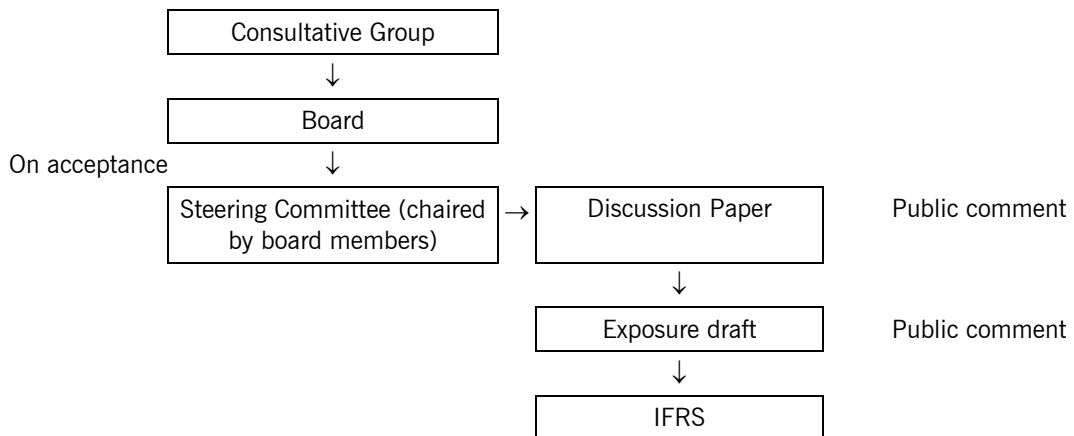 Consultative Group
↓
Board
On acceptance
↓
Steering Committee (chaired
by board members)
→
Discussion Paper
Public comment
↓
Exposure draft
Public comment
↓
IFRS